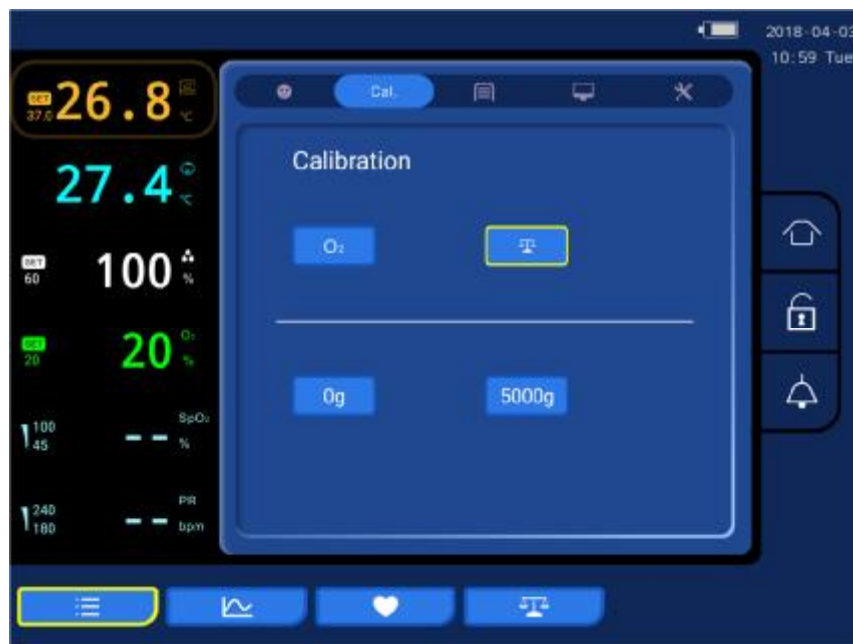 2018-04-03
10:59 Tue
SET
37.0
26.8
℃
Cal.
Calibration
27.4
℃
O₂
SET
60
100
%
SET
20
20
O₂
%
0g
5000g
100
45
--
SpO₂
%
240
180
--
PR
bpm